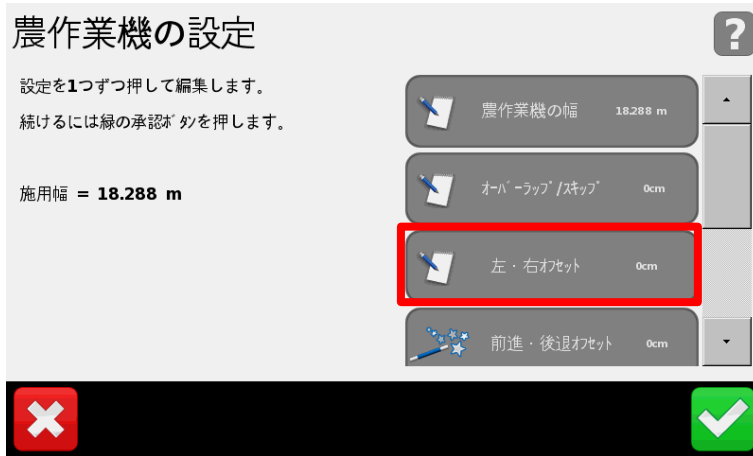 農作業機の設定
?
設定を1つずつ押して編集します。
続けるには緑の承認ボタンを押します。
施用幅 = 18.288 m
農作業機の幅 18.288 m
オーバーラップ/スキップ 0cm
左・右オフセット 0cm
前進・後退オフセット 0cm